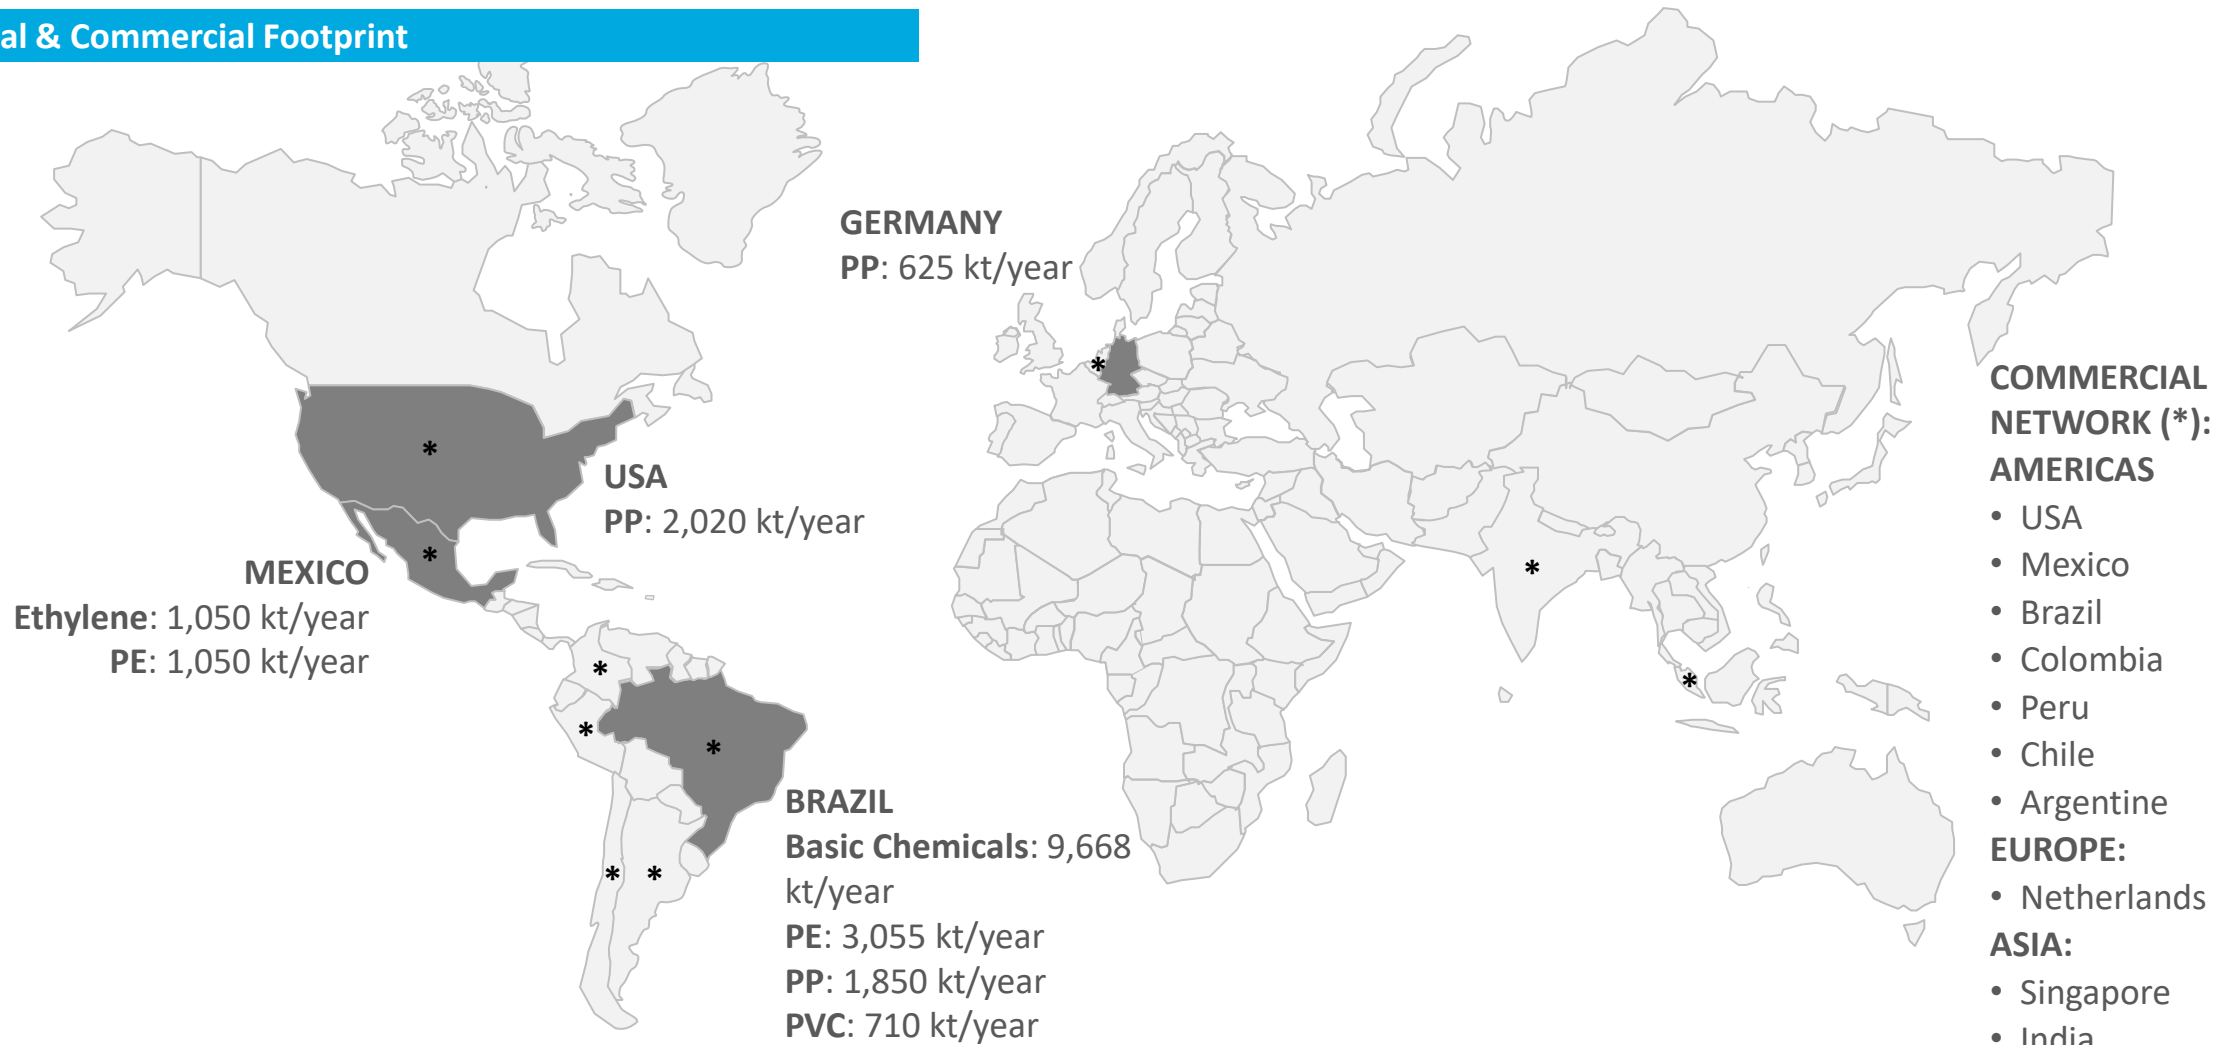 al & Commercial Footprint
GERMANY
PP: 625 kt/year
USA
PP: 2,020 kt/year
MEXICO
Ethylene: 1,050 kt/year
PE: 1,050 kt/year
BRAZIL
Basic Chemicals: 9,668
kt/year
PE: 3,055 kt/year
PP: 1,850 kt/year
PVC: 710 kt/year
COMMERCIAL
NETWORK (*):
AMERICAS
• USA
• Mexico
• Brazil
• Colombia
• Peru
• Chile
• Argentine
EUROPE:
• Netherlands
ASIA:
• Singapore
• India